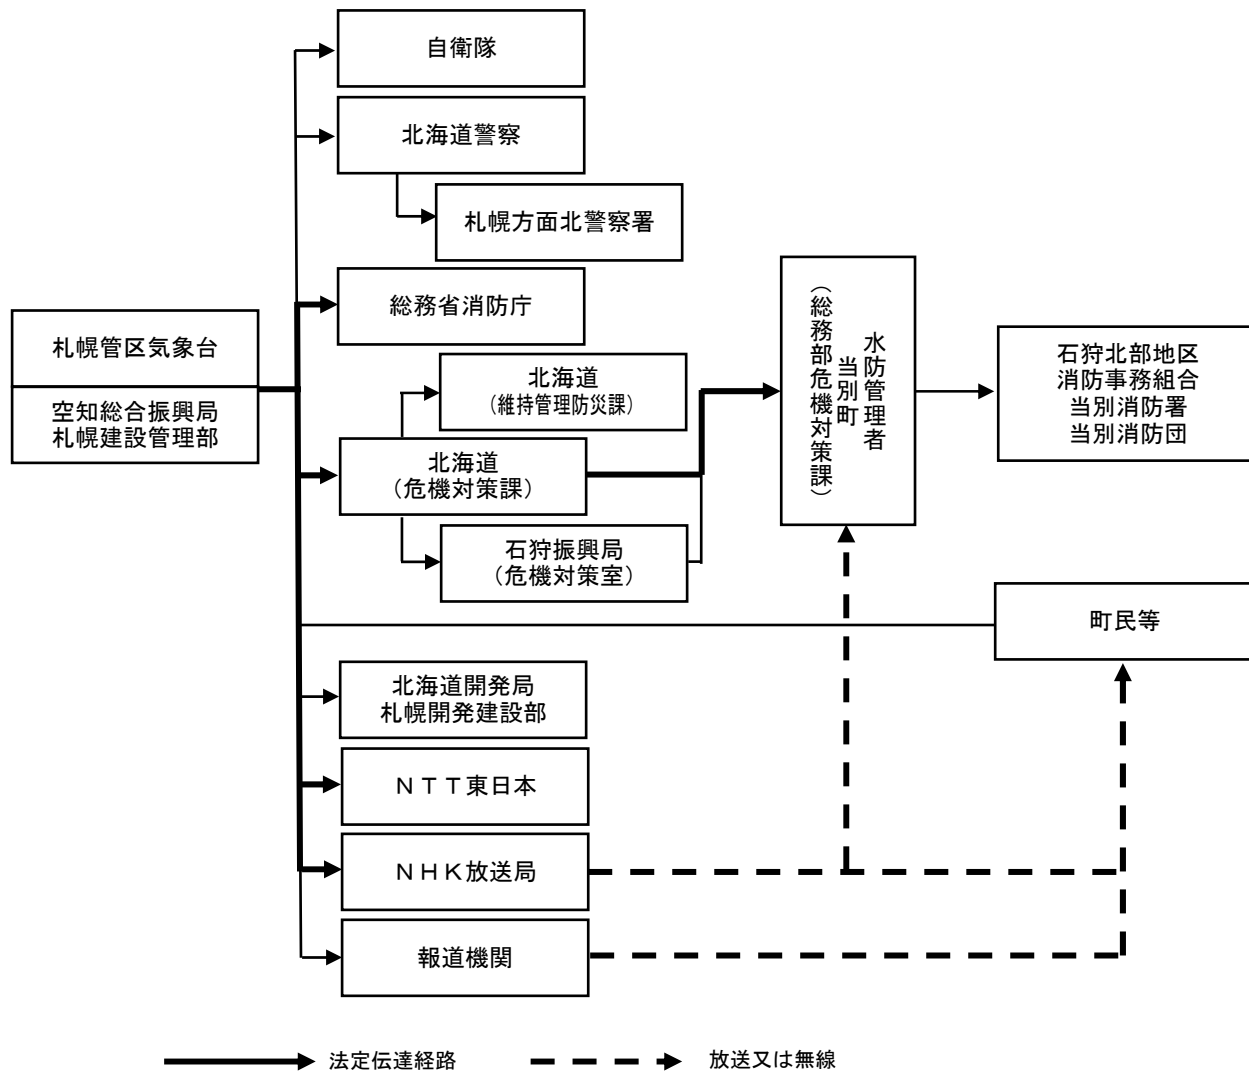 自衛隊
北海道警察
札幌方面北警察署
総務省消防庁
札幌管区気象台
空知総合振興局
札幌建設管理部
北海道
（維持管理防災課）
北海道
（危機対策課）
石狩振興局
（危機対策室）
水防管理者
当別町
（総務部危機対策課）
石狩北部地区
消防事務組合
当別消防署
当別消防団
町民等
北海道開発局
札幌開発建設部
ＮＴＴ東日本
ＮＨＫ放送局
報道機関
法定伝達経路
放送又は無線